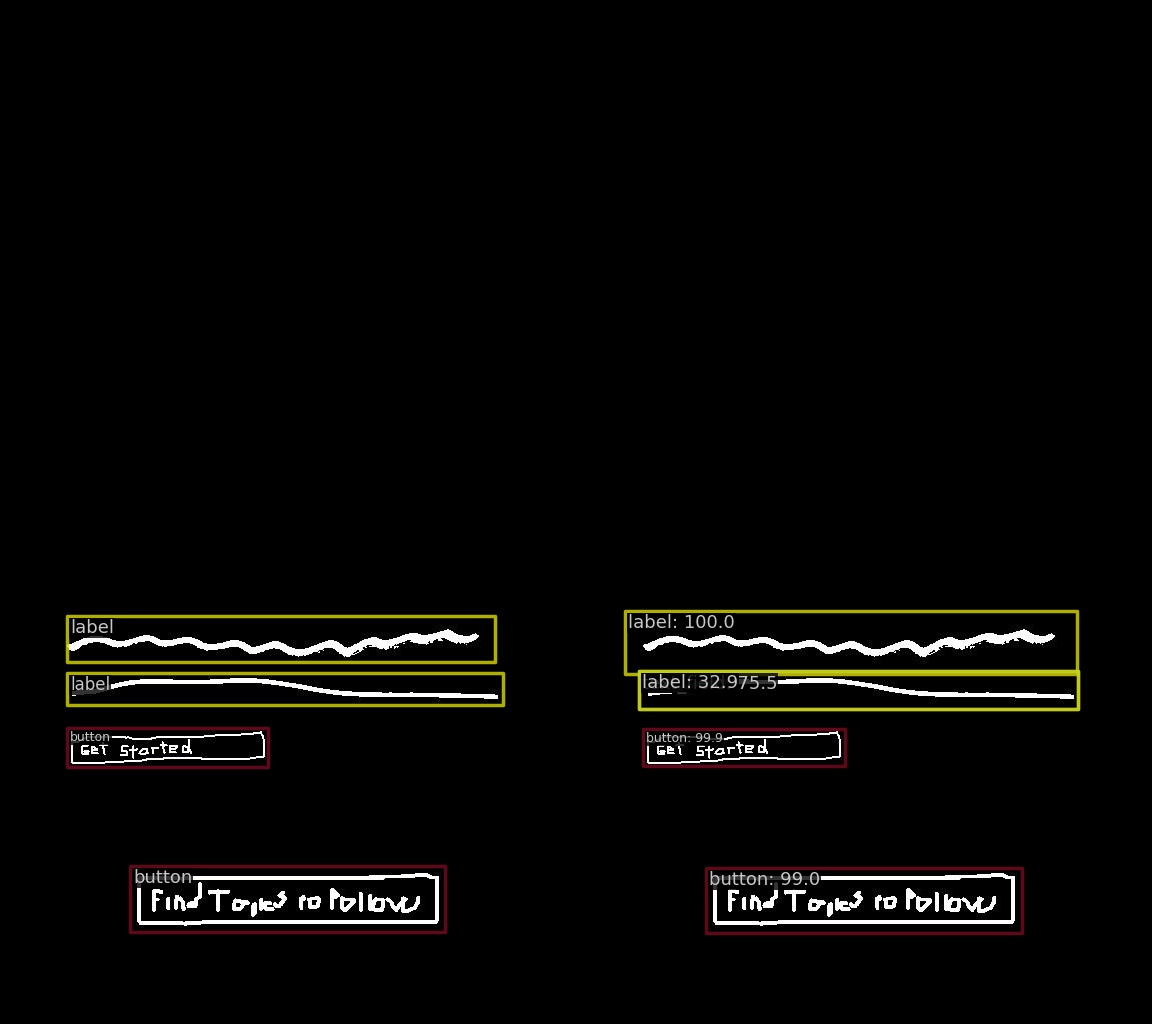 label
label: 100.0
label
label: 32.975.5
button
button: 99.9
Get Started
Get Started
button
button: 99.0
Find Topics to Follow
Find Topics to Follow